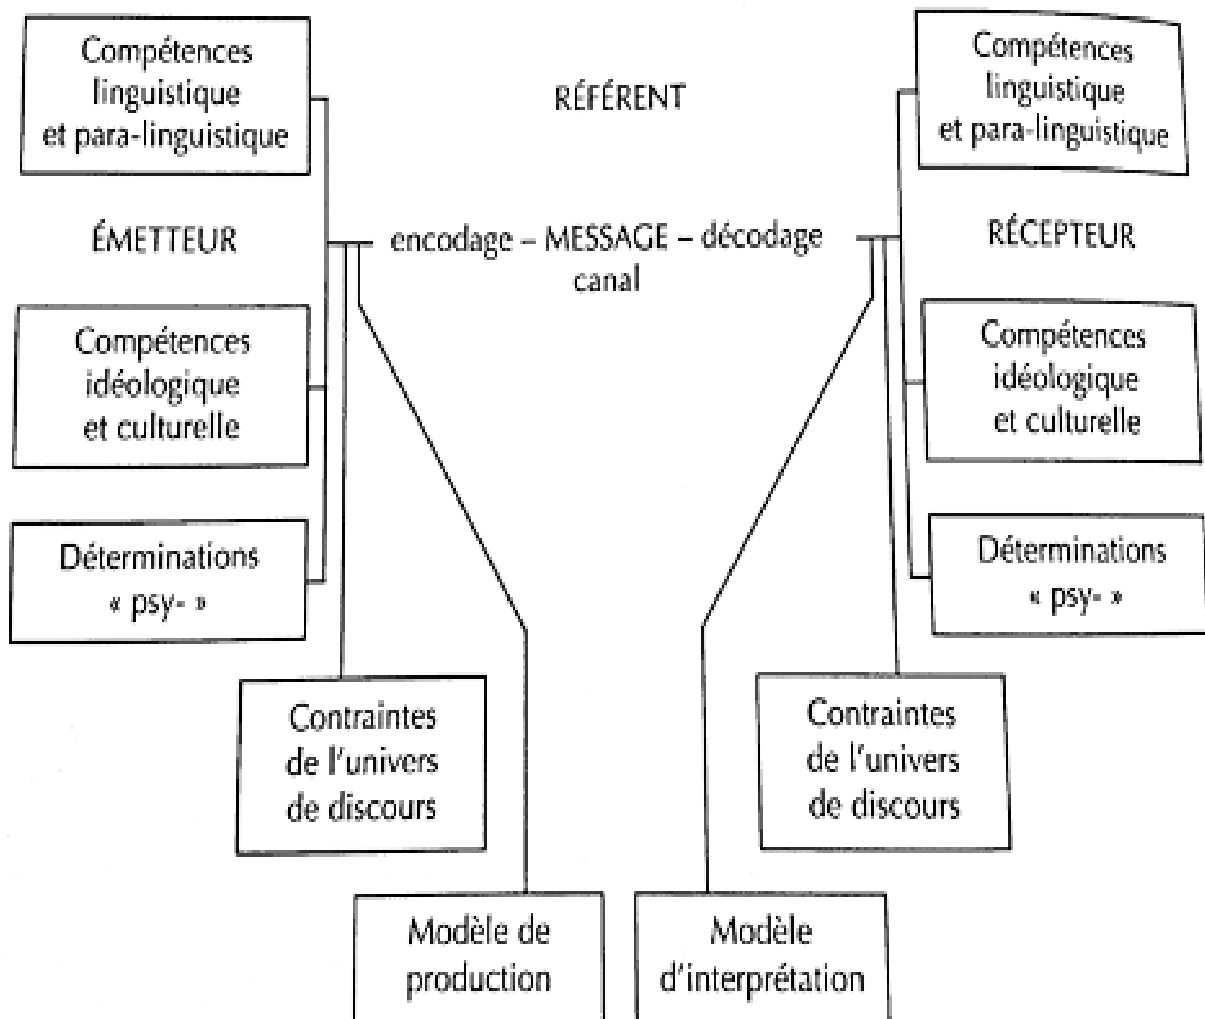 Compétences
linguistique
et para-linguistique
RÉFÉRENT
Compétences
linguistique
et para-linguistique
ÉMETTEUR
encodage – MESSAGE – décodage
canal
RÉCEPTEUR
Compétences
idéologique
et culturelle
Compétences
idéologique
et culturelle
Déterminations
« psy- »
Déterminations
« psy- »
Contraintes
de l'univers
de discours
Contraintes
de l'univers
de discours
Modèle de
production
Modèle
d'interprétation